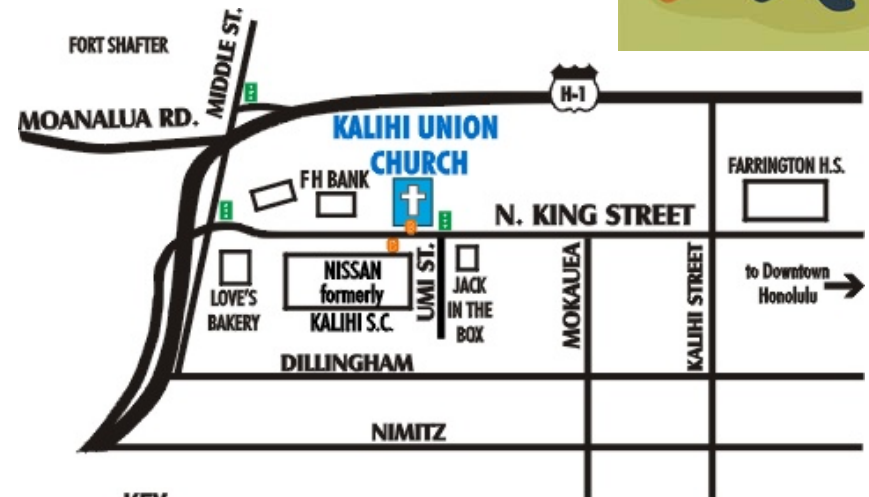 FORT SHAFTER
MIDDLE ST.
MOANALUA RD.
H-1
KALIHI UNION
CHURCH
FH BANK
FARRINGTON H.S.
N. KING STREET
LOVE'S
BAKERY
NISSAN
formerly
KALIHI S.C.
UMI ST.
JACK
IN THE
BOX
MOKAUEA
KALIHI STREET
to Downtown
Honolulu
DILLINGHAM
NIMITZ
KEY